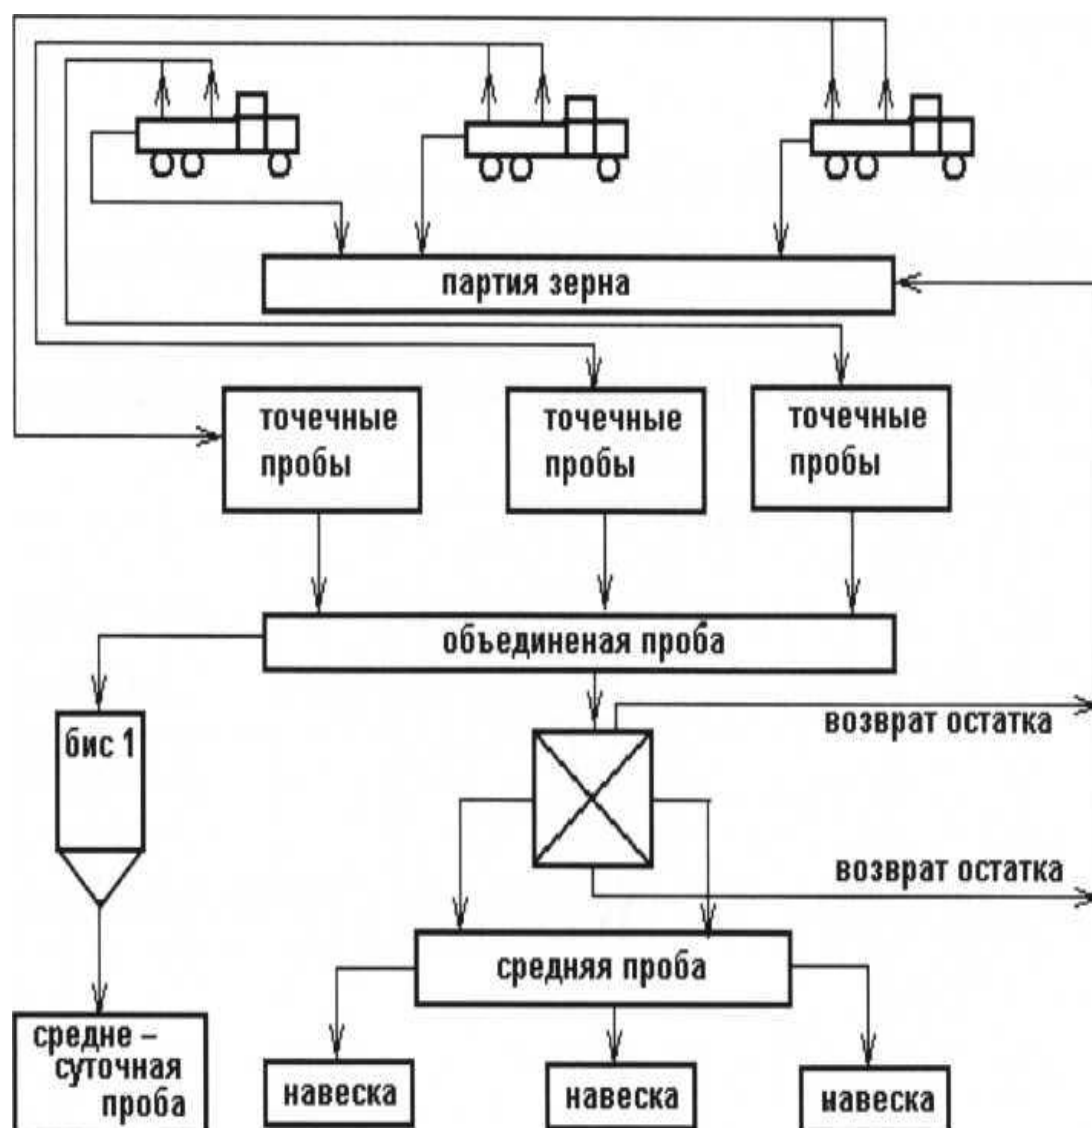 партия зерна
точечные
пробы
точечные
пробы
точечные
пробы
объединеная проба
бис 1
возврат остатка
возврат остатка
средняя проба
средне –
суточная
проба
навеска
навеска
навеска